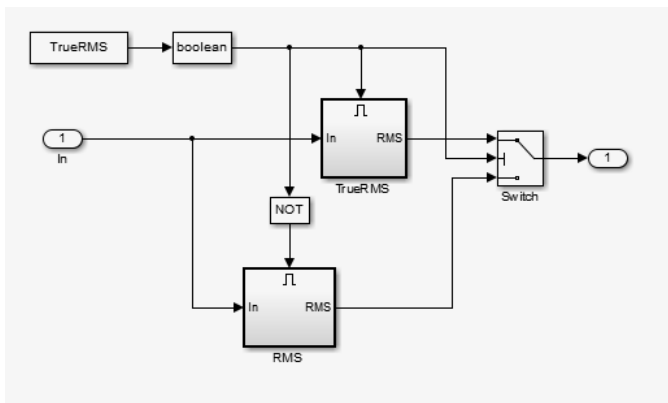 TrueRMS
boolean
1
In
In
RMS
TrueRMS
1
Switch
NOT
In
RMS
RMS